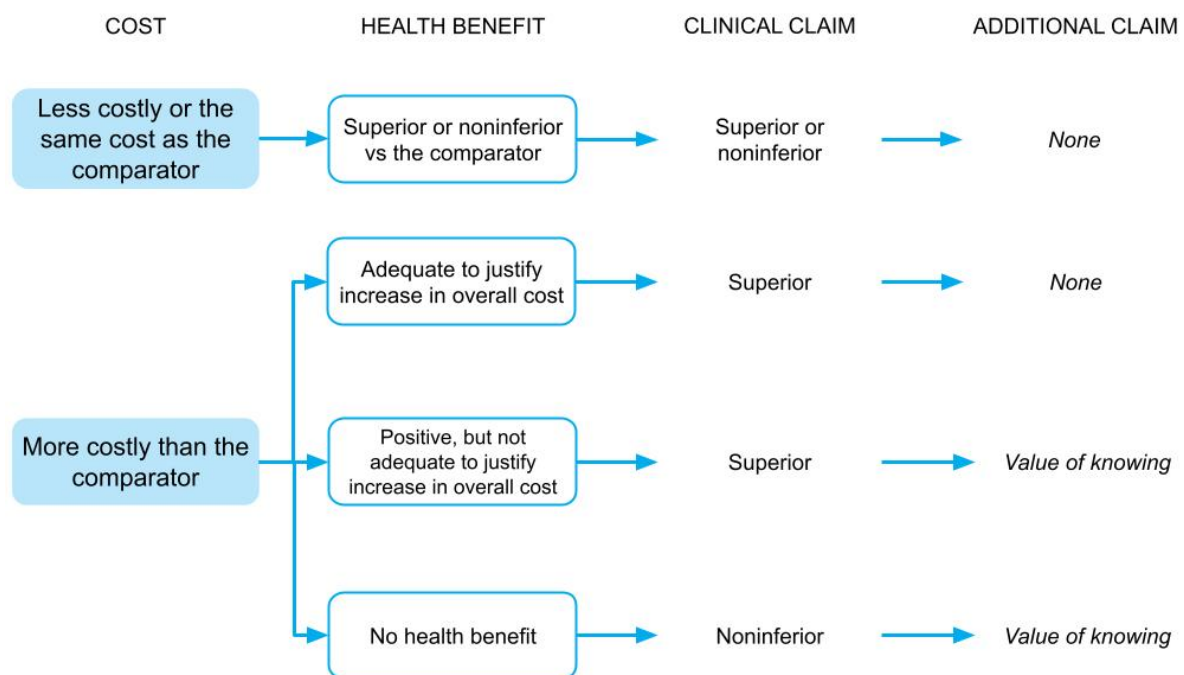 COST
HEALTH BENEFIT
CLINICAL CLAIM
ADDITIONAL CLAIM
Less costly or the
same cost as the
comparator
Superior or noninferior
vs the comparator
Superior or
noninferior
None
Adequate to justify
increase in overall cost
Superior
None
More costly than the
comparator
Positive, but not
adequate to justify
increase in overall cost
Superior
Value of knowing
No health benefit
Noninferior
Value of knowing